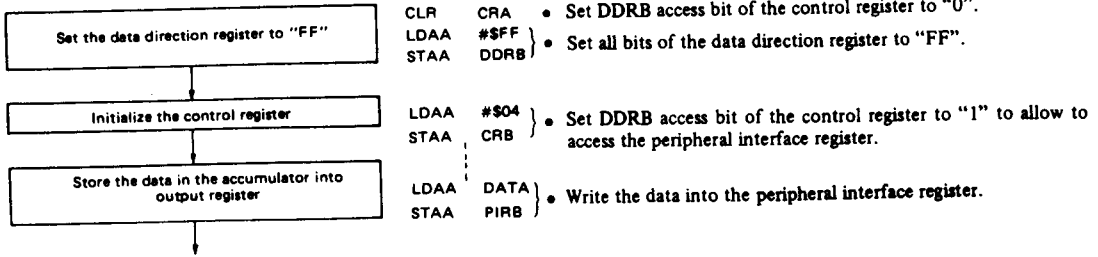 CLR CRA • Set DDRB access bit of the control register to "0".
Set the data direction register to "FF"
LDAA #$FF
STAA DDRB
• Set all bits of the data direction register to "FF".
Initialize the control register
LDAA #$04
STAA CRB
• Set DDRB access bit of the control register to "1" to allow to
access the peripheral interface register.
Store the data in the accumulator into
output register
LDAA DATA
STAA PIRB
• Write the data into the peripheral interface register.